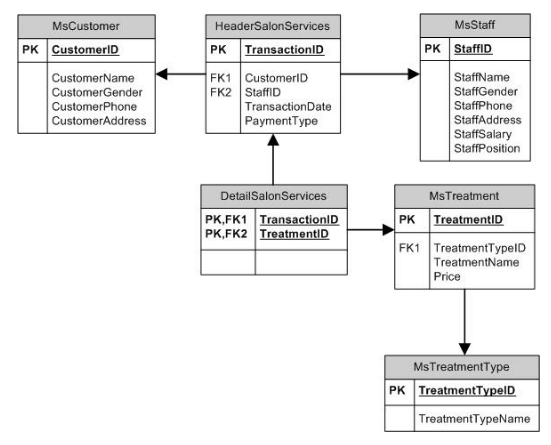 MsCustomer
PK CustomerID
CustomerName
CustomerGender
CustomerPhone
CustomerAddress
HeaderSalonServices
PK TransactionID
FK1 CustomerID
FK2 StaffID
TransactionDate
PaymentType
MsStaff
PK StaffID
StaffName
StaffGender
StaffPhone
StaffAddress
StaffSalary
StaffPosition
DetailSalonServices
PK,FK1 TransactionID
PK,FK2 TreatmentID
MsTreatment
PK TreatmentID
FK1 TreatmentTypeID
TreatmentName
Price
MsTreatmentType
PK TreatmentTypeID
TreatmentTypeName